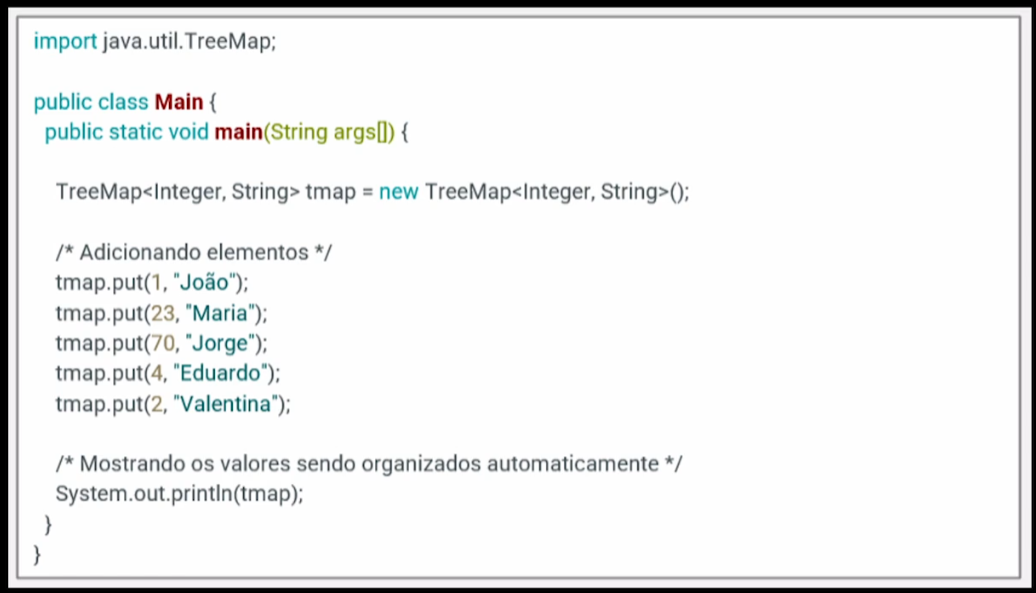 import java.util.TreeMap;
public class Main {
public static void main(String args[]) {
TreeMap<Integer, String> tmap = new TreeMap<Integer, String>();
/* Adicionando elementos */
tmap.put(1, "João");
tmap.put(23, "Maria");
tmap.put(70, "Jorge");
tmap.put(4, "Eduardo");
tmap.put(2, "Valentina");
/* Mostrando os valores sendo organizados automaticamente */
System.out.println(tmap);
}
}